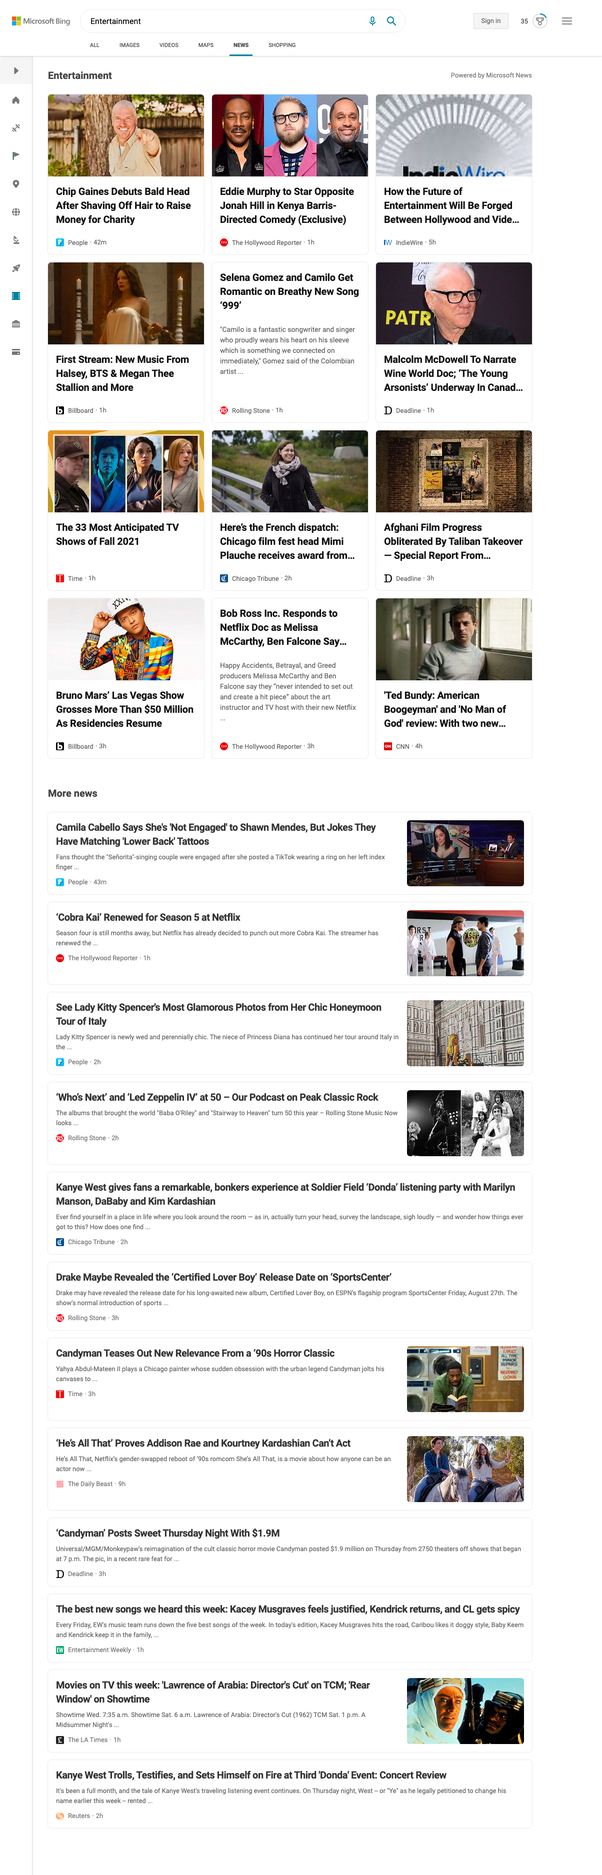 Microsoft Bing
Entertainment
Sign in
35
ALL
IMAGES
VIDEOS
MAPS
NEWS
SHOPPING
Entertainment
Powered by Microsoft News
Chip Gaines Debuts Bald Head
After Shaving Off Hair to Raise
Money for Charity
People · 42m
Eddie Murphy to Star Opposite
Jonah Hill in Kenya Barris-
Directed Comedy (Exclusive)
The Hollywood Reporter · 1h
IndieWire
How the Future of
Entertainment Will Be Forged
Between Hollywood and Vide...
IndieWire · 5h
First Stream: New Music From
Halsey, BTS & Megan Thee
Stallion and More
Billboard · 1h
Selena Gomez and Camilo Get
Romantic on Breathy New Song
‘999’
"Camilo is a fantastic songwriter and singer
who proudly wears his heart on his sleeve
which is something we connected on
immediately," Gomez said of the Colombian
artist ...
Rolling Stone · 1h
PATR
Malcolm McDowell To Narrate
Wine World Doc; ‘The Young
Arsonists’ Underway In Canad...
Deadline · 1h
The 33 Most Anticipated TV
Shows of Fall 2021
Time · 1h
Here’s the French dispatch:
Chicago film fest head Mimi
Plauche receives award from...
Chicago Tribune · 2h
Afghani Film Progress
Obliterated By Taliban Takeover
— Special Report From...
Deadline · 3h
Bruno Mars’ Las Vegas Show
Grosses More Than $50 Million
As Residencies Resume
Billboard · 3h
Bob Ross Inc. Responds to
Netflix Doc as Melissa
McCarthy, Ben Falcone Say...
Happy Accidents, Betrayal, and Greed
producers Melissa McCarthy and Ben
Falcone say they “never intended to set out
and create a hit piece” about the art
instructor and TV host with their new Netflix
...
The Hollywood Reporter · 3h
'Ted Bundy: American
Boogeyman' and 'No Man of
God' review: With two new...
CNN · 4h
More news
Camila Cabello Says She's 'Not Engaged' to Shawn Mendes, But Jokes They
Have Matching 'Lower Back' Tattoos
Fans thought the "Señorita"-singing couple were engaged after she posted a TikTok wearing a ring on her left index
finger ...
People · 43m
‘Cobra Kai’ Renewed for Season 5 at Netflix
Season four is still months away, but Netflix has already decided to punch out more Cobra Kai. The streamer has
renewed the ...
The Hollywood Reporter · 1h
See Lady Kitty Spencer's Most Glamorous Photos from Her Chic Honeymoon
Tour of Italy
Lady Kitty Spencer is newly wed and perennially chic. The niece of Princess Diana has continued her tour around Italy in
the ...
People · 2h
‘Who’s Next’ and ‘Led Zeppelin IV’ at 50 – Our Podcast on Peak Classic Rock
The albums that brought the world "Baba O'Riley" and "Stairway to Heaven" turn 50 this year – Rolling Stone Music Now
looks ...
Rolling Stone · 2h
Kanye West gives fans a remarkable, bonkers experience at Soldier Field ‘Donda’ listening party with Marilyn
Manson, DaBaby and Kim Kardashian
Ever find yourself in a place in life where you look around the room — as in, actually turn your head, survey the landscape, sigh loudly — and wonder how things ever
got to this? How does one find ...
Chicago Tribune · 2h
Drake Maybe Revealed the ‘Certified Lover Boy’ Release Date on ‘SportsCenter’
Drake may have revealed the release date for his long-awaited new album, Certified Lover Boy, on ESPN's flagship program SportsCenter Friday, August 27th. The
show's normal introduction of sports ...
Rolling Stone · 3h
Candyman Teases Out New Relevance From a ‘90s Horror Classic
Yahya Abdul-Mateen II plays a Chicago painter whose sudden obsession with the urban legend Candyman jolts his
canvases to ...
Time · 3h
‘He’s All That’ Proves Addison Rae and Kourtney Kardashian Can’t Act
He's All That, Netflix's gender-swapped reboot of '90s romcom She's All That, is a movie about how anyone can be an
actor now ...
The Daily Beast · 9h
‘Candyman’ Posts Sweet Thursday Night With $1.9M
Universal/MGM/Monkeypaw's reimagination of the cult classic horror movie Candyman posted $1.9 million on Thursday from 2750 theaters off shows that began
at 7 p.m. The pic, in a recent rare feat for ...
Deadline · 3h
The best new songs we heard this week: Kacey Musgraves feels justified, Kendrick returns, and CL gets spicy
Every Friday, EW's music team runs down the five best songs of the week. In today's edition, Kacey Musgraves hits the road, Caribou likes it doggy style, Baby Keem
and Kendrick keep it in the family, ...
Entertainment Weekly · 1h
Movies on TV this week: 'Lawrence of Arabia: Director's Cut' on TCM; 'Rear
Window' on Showtime
Showtime Wed. 7:35 a.m. Showtime Sat. 6 a.m. Lawrence of Arabia: Director's Cut (1962) TCM Sat. 1 p.m. A
Midsummer Night's ...
The LA Times · 1h
Kanye West Trolls, Testifies, and Sets Himself on Fire at Third 'Donda' Event: Concert Review
It's been a full month, and the tale of Kanye West's traveling listening event continues. On Thursday night, West – or "Ye" as he legally petitioned to change his
name earlier this week – rented ...
Reuters · 2h